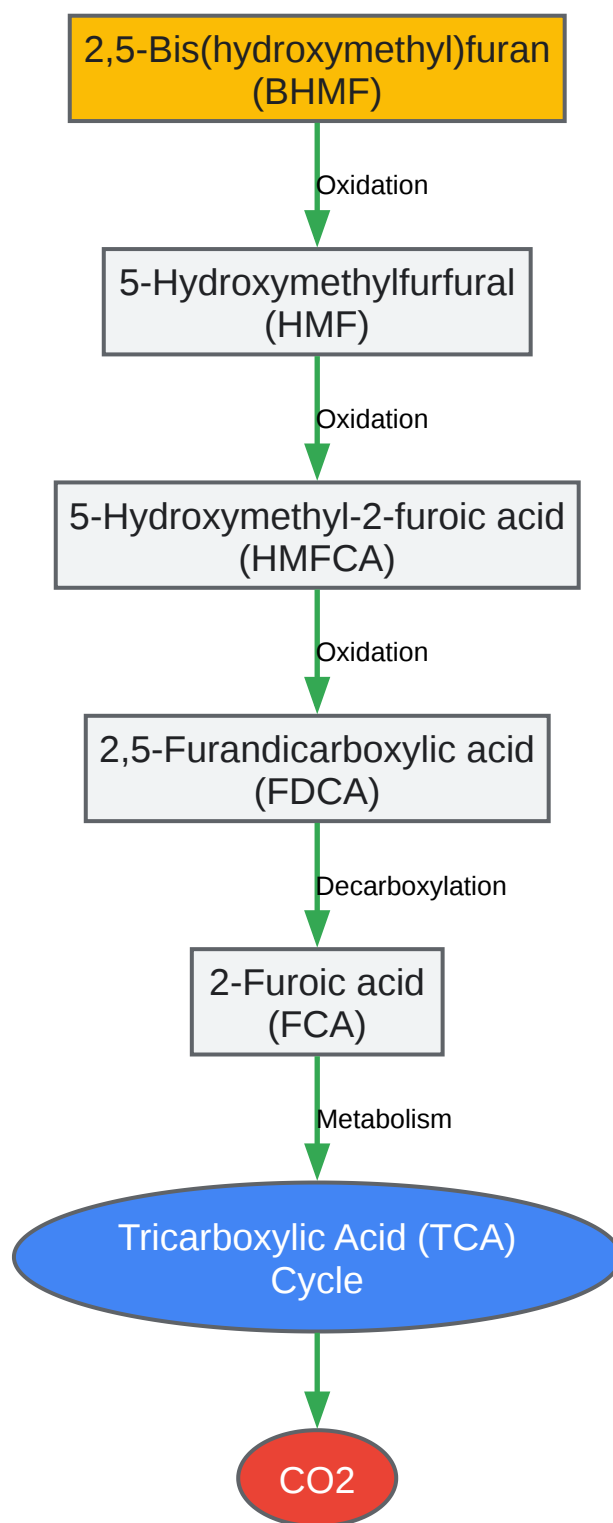 2,5-Bis(hydroxymethyl)furan
(BHMF)
Oxidation
5-Hydroxymethylfurfural
(HMF)
Oxidation
5-Hydroxymethyl-2-furoic acid
(HMFCA)
Oxidation
2,5-Furandicarboxylic acid
(FDCA)
Decarboxylation
2-Furoic acid
(FCA)
Metabolism
Tricarboxylic Acid (TCA)
Cycle
CO2